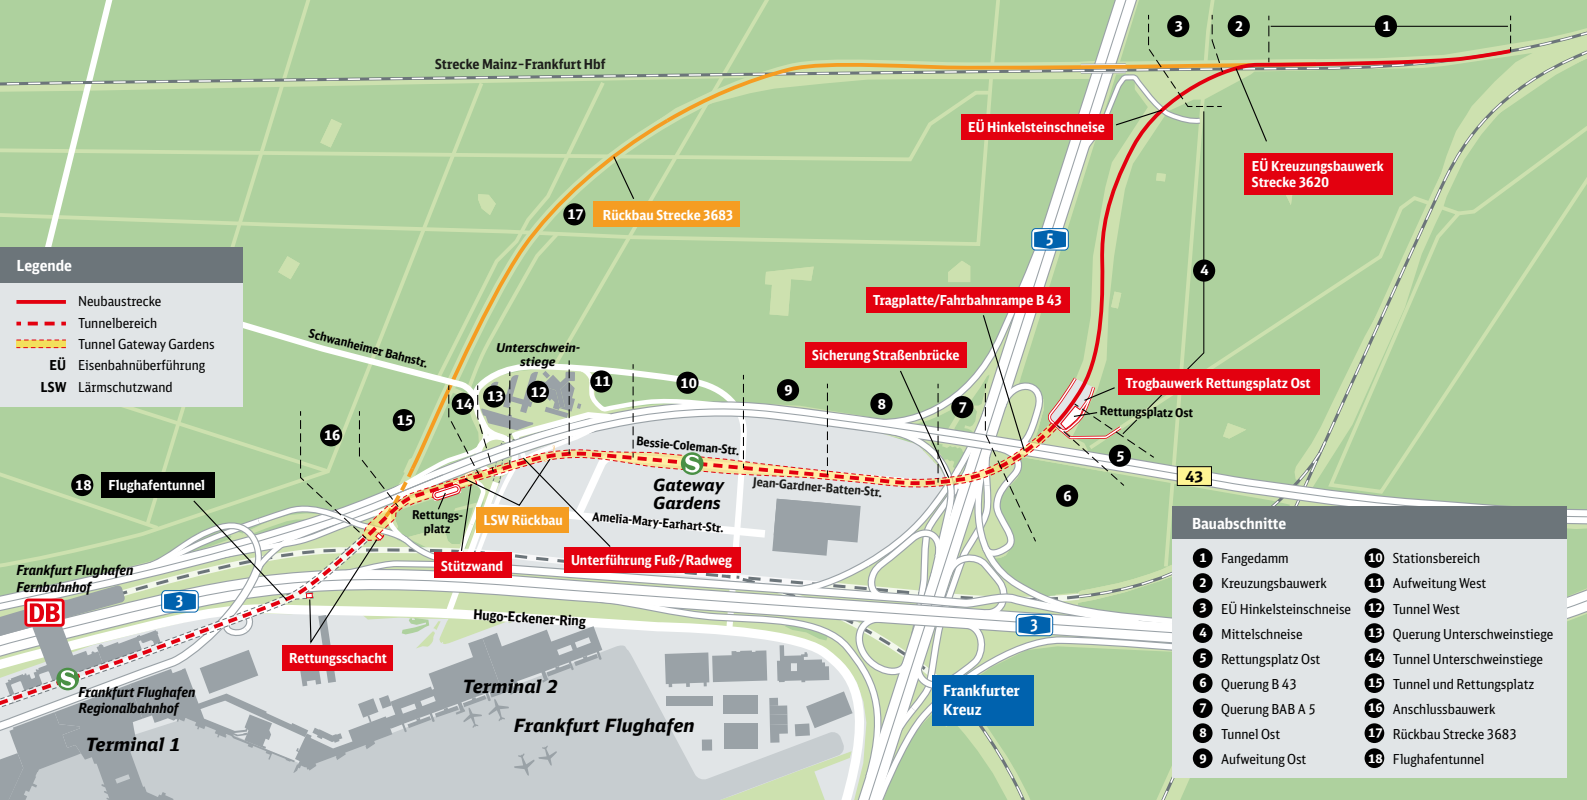 3
2
1
Strecke Mainz–Frankfurt Hbf
EÜ Hinkelsteinschneise
EÜ Kreuzungsbauwerk
Strecke 3620
17
Rückbau Strecke 3683
5
4
Legende
Neubaustrecke
Tunnelbereich
Tunnel Gateway Gardens
EÜ Eisenbahnüberführung
LSW Lärmschutzwand
Tragplatte/Fahrbahnrampe B 43
Schwanheimer Bahnstr.
Unterschwein-
stiege
Sicherung Straßenbrücke
Trogbauwerk Rettungsplatz Ost
Rettungsplatz Ost
16
15
14
13
12
11
10
9
8
7
5
6
43
Bessie-Coleman-Str.
S
Gateway
Gardens
Jean-Gardner-Batten-Str.
Amelia-Mary-Earhart-Str.
18
Flughafentunnel
Rettungs-
platz
LSW Rückbau
Stützwand
Unterführung Fuß-/Radweg
Frankfurt Flughafen
Fernbahnhof
DB
3
Hugo-Eckener-Ring
3
Rettungsschacht
S
Frankfurt Flughafen
Regionalbahnhof
Terminal 1
Terminal 2
Frankfurt Flughafen
Frankfurter
Kreuz
Bauabschnitte
1 Fangedamm
2 Kreuzungsbauwerk
3 EÜ Hinkelsteinschneise
4 Mittelschneise
5 Rettungsplatz Ost
6 Querung B 43
7 Querung BAB A 5
8 Tunnel Ost
9 Aufweitung Ost
10 Stationsbereich
11 Aufweitung West
12 Tunnel West
13 Querung Unterschweinstiege
14 Tunnel Unterschweinstiege
15 Tunnel und Rettungsplatz
16 Anschlussbauwerk
17 Rückbau Strecke 3683
18 Flughafentunnel